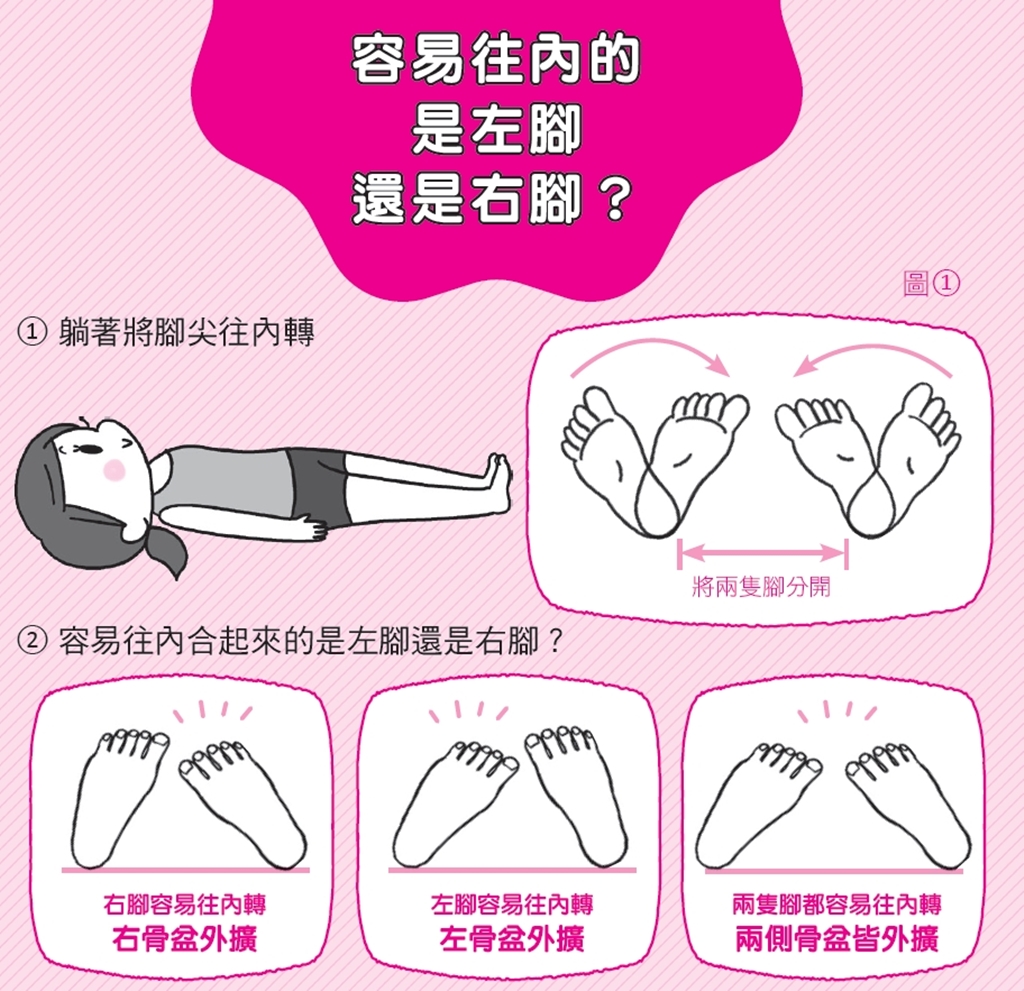 容易往內的
是左腳
還是右腳？
圖①
① 躺著將腳尖往內轉
將兩隻腳分開
② 容易往內合起來的是左腳還是右腳？
右腳容易往內轉
右骨盆外擴
左腳容易往內轉
左骨盆外擴
兩隻腳都容易往內轉
兩側骨盆皆外擴